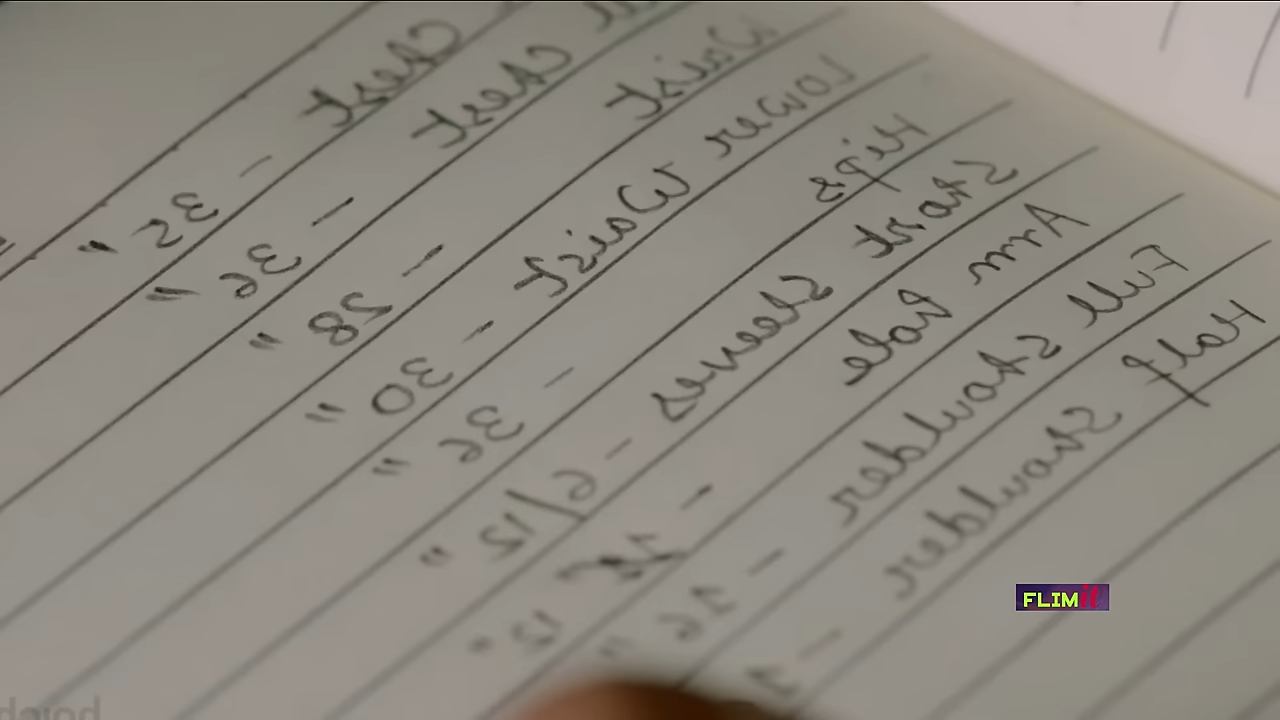 Chest - 35 "
Chest - 36 "
Waist - 28 "
Lower Waist - 30 "
Hips - 36 "
Short Sleeves - 6/12 "
Arm hole -
Full Shoulder -
Half Shoulder -
FLIMit